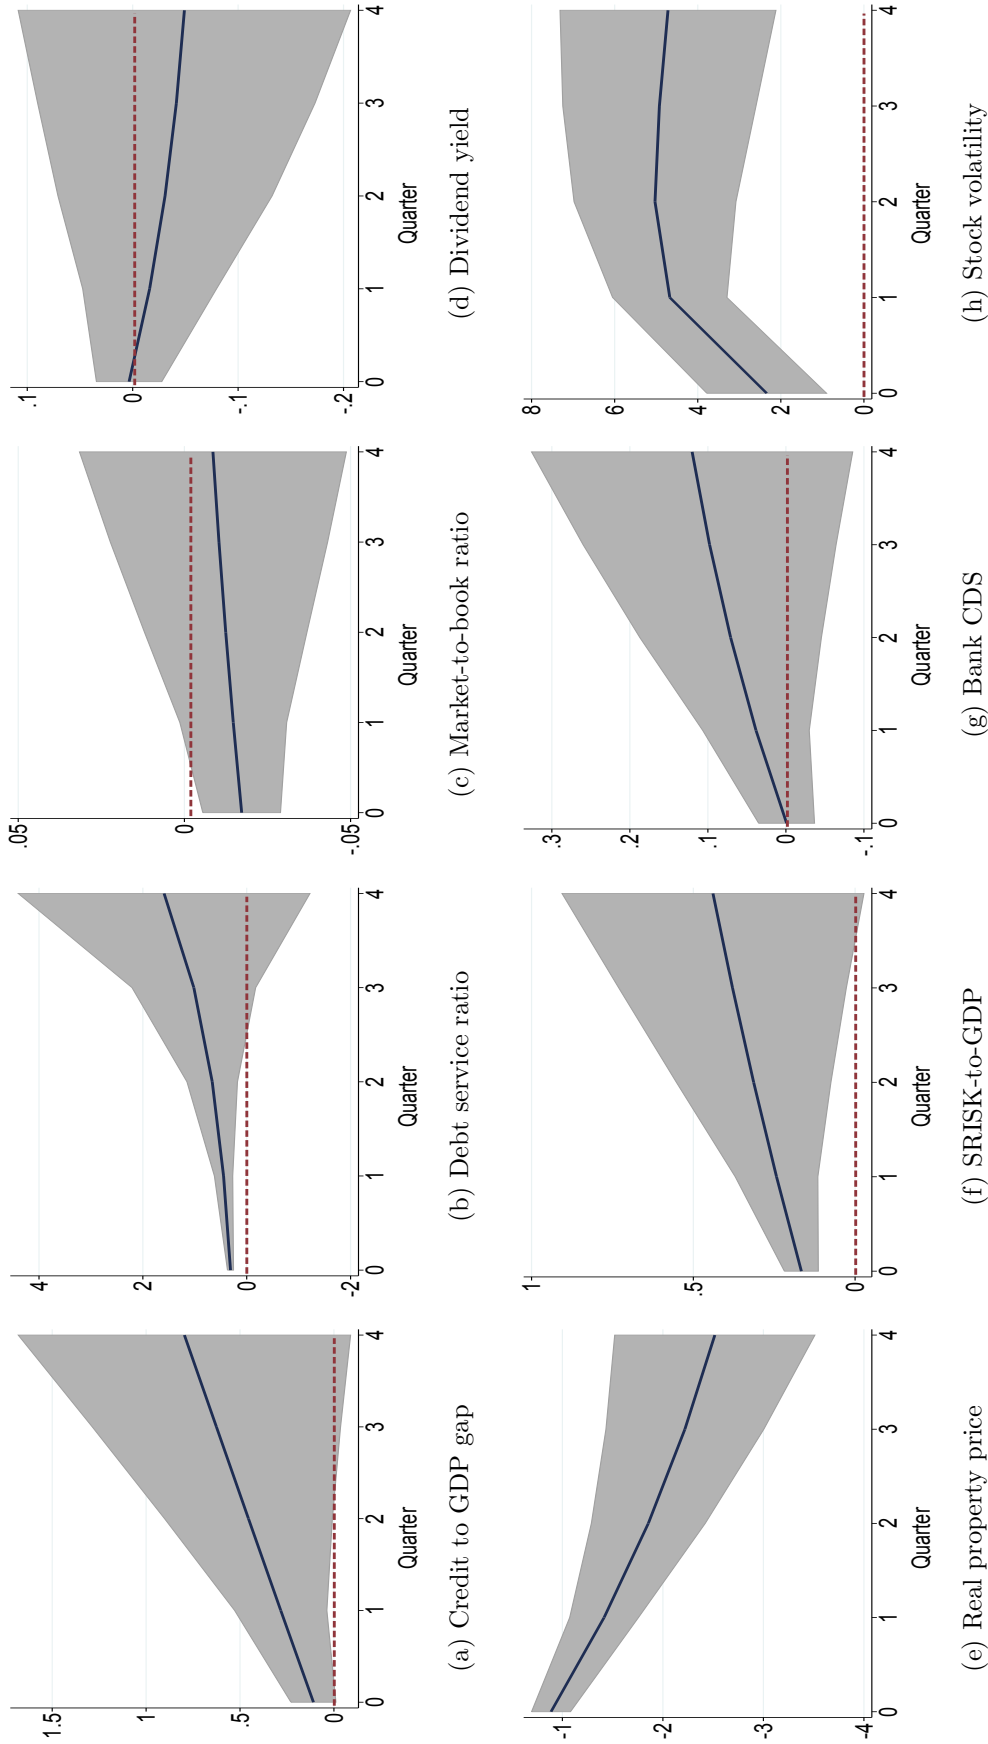 1.5
1
.5
0
0 1 2 3 4
Quarter
(a) Credit to GDP gap
4
2
0
-2
0 1 2 3 4
Quarter
(b) Debt service ratio
.05
0
-.05
0 1 2 3 4
Quarter
(c) Market-to-book ratio
.1
0
-.1
-.2
0 1 2 3 4
Quarter
(d) Dividend yield
-1
-2
-3
-4
0 1 2 3 4
Quarter
(e) Real property price
1
.5
0
0 1 2 3 4
Quarter
(f) SRISK-to-GDP
.3
.2
.1
0
-.1
0 1 2 3 4
Quarter
(g) Bank CDS
8
6
4
2
0
0 1 2 3 4
Quarter
(h) Stock volatility